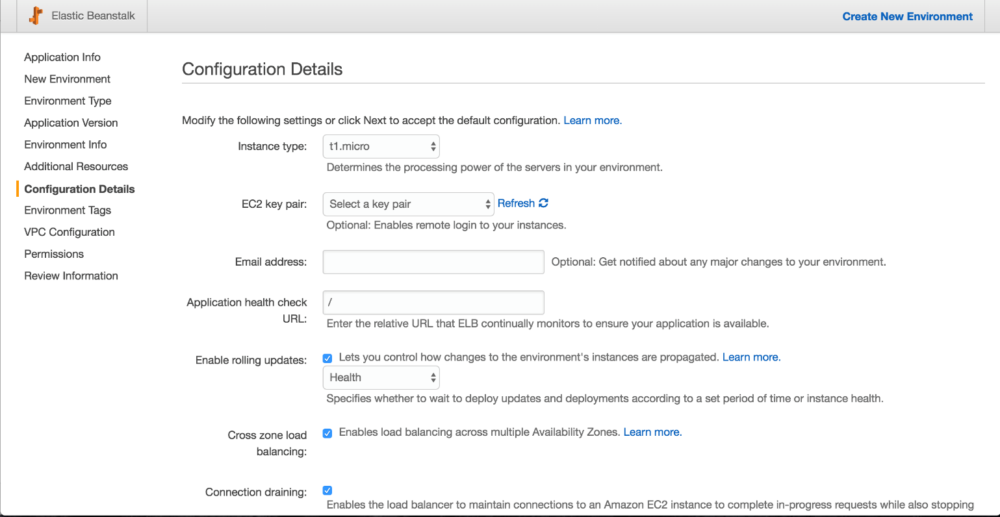 Elastic Beanstalk
Create New Environment
Application Info
New Environment
Environment Type
Application Version
Environment Info
Additional Resources
Configuration Details
Environment Tags
VPC Configuration
Permissions
Review Information
Configuration Details
Modify the following settings or click Next to accept the default configuration. Learn more.
Instance type: t1.micro
Determines the processing power of the servers in your environment.
EC2 key pair: Select a key pair Refresh
Optional: Enables remote login to your instances.
Email address: Optional: Get notified about any major changes to your environment.
Application health check
URL:
/
Enter the relative URL that ELB continually monitors to ensure your application is available.
Enable rolling updates: Lets you control how changes to the environment's instances are propagated. Learn more.
Health
Specifies whether to wait to deploy updates and deployments according to a set period of time or instance health.
Cross zone load
balancing:
Enables load balancing across multiple Availability Zones. Learn more.
Connection draining:
Enables the load balancer to maintain connections to an Amazon EC2 instance to complete in-progress requests while also stopping